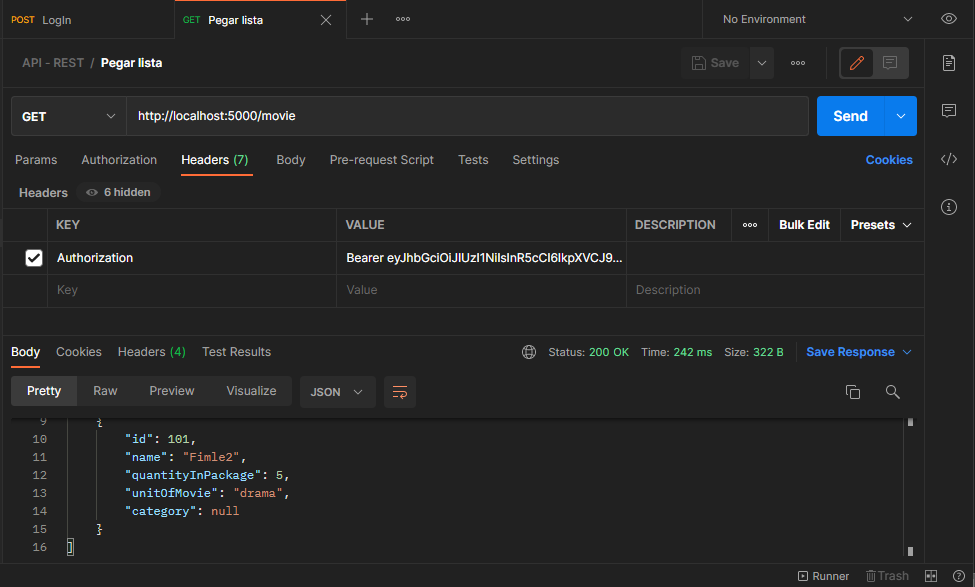 POST LogIn GET Pegar lista No Environment
API - REST / Pegar lista Save
GET http://localhost:5000/movie Send
Params Authorization Headers (7) Body Pre-request Script Tests Settings Cookies
Headers 6 hidden
KEY VALUE DESCRIPTION Bulk Edit Presets
Authorization Bearer eyJhbGciOiJIUzI1NiIsInR5cCI6IkpXVCJ9...
Key Value Description
Body Cookies Headers (4) Test Results Status: 200 OK Time: 242 ms Size: 322 B Save Response
Pretty Raw Preview Visualize JSON
9 {
10 "id": 101,
11 "name": "Fimle2",
12 "quantityInPackage": 5,
13 "unitOfMovie": "drama",
14 "category": null
15 }
16 ]
Runner Trash